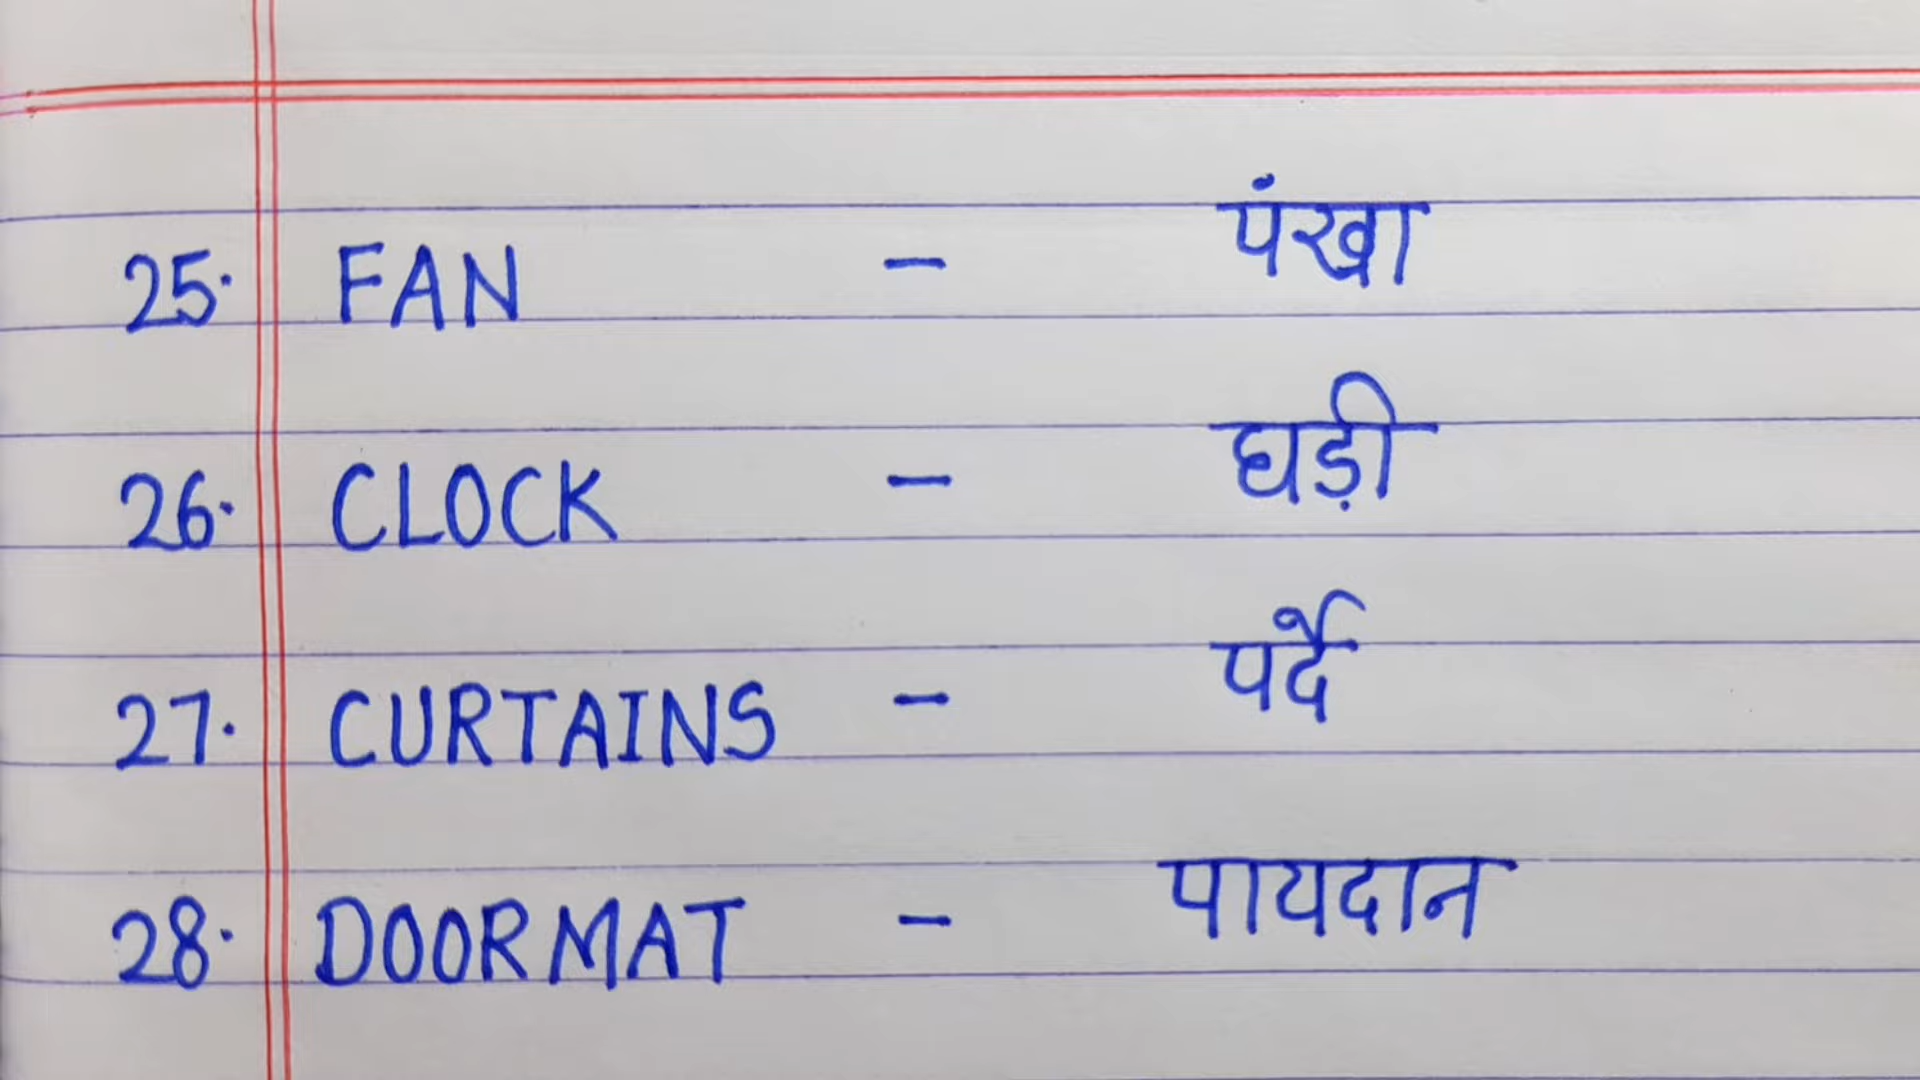 25. FAN - पंखा
26. CLOCK - घड़ी
27. CURTAINS - पर्दे
28. DOORMAT - पायदान